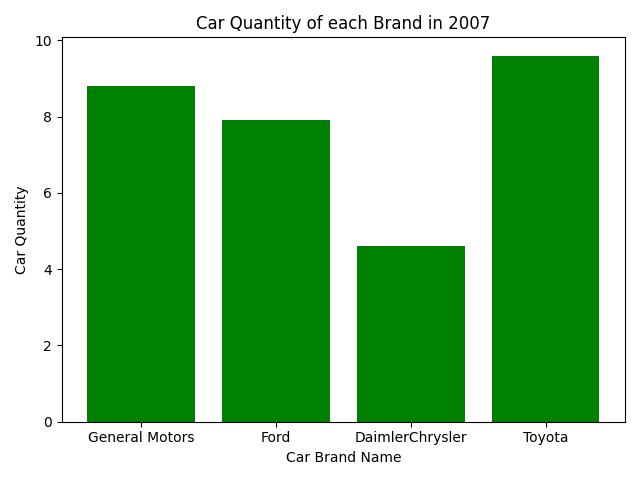 Car Quantity of each Brand in 2007
Car Quantity
10
8
6
4
2
0
General Motors Ford DaimlerChrysler Toyota
Car Brand Name